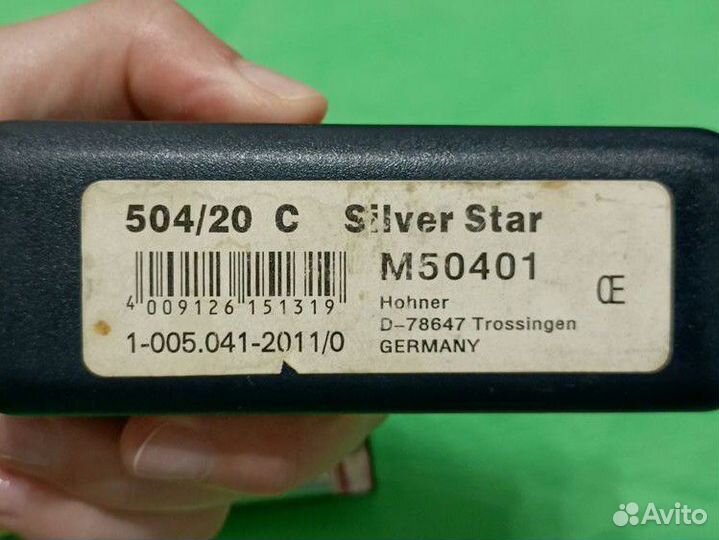 504/20 C Silver Star
M50401
4 009126 151319
Hohner
D-78647 Trossingen
1-005.041-2011/0
GERMANY
CE
Avito